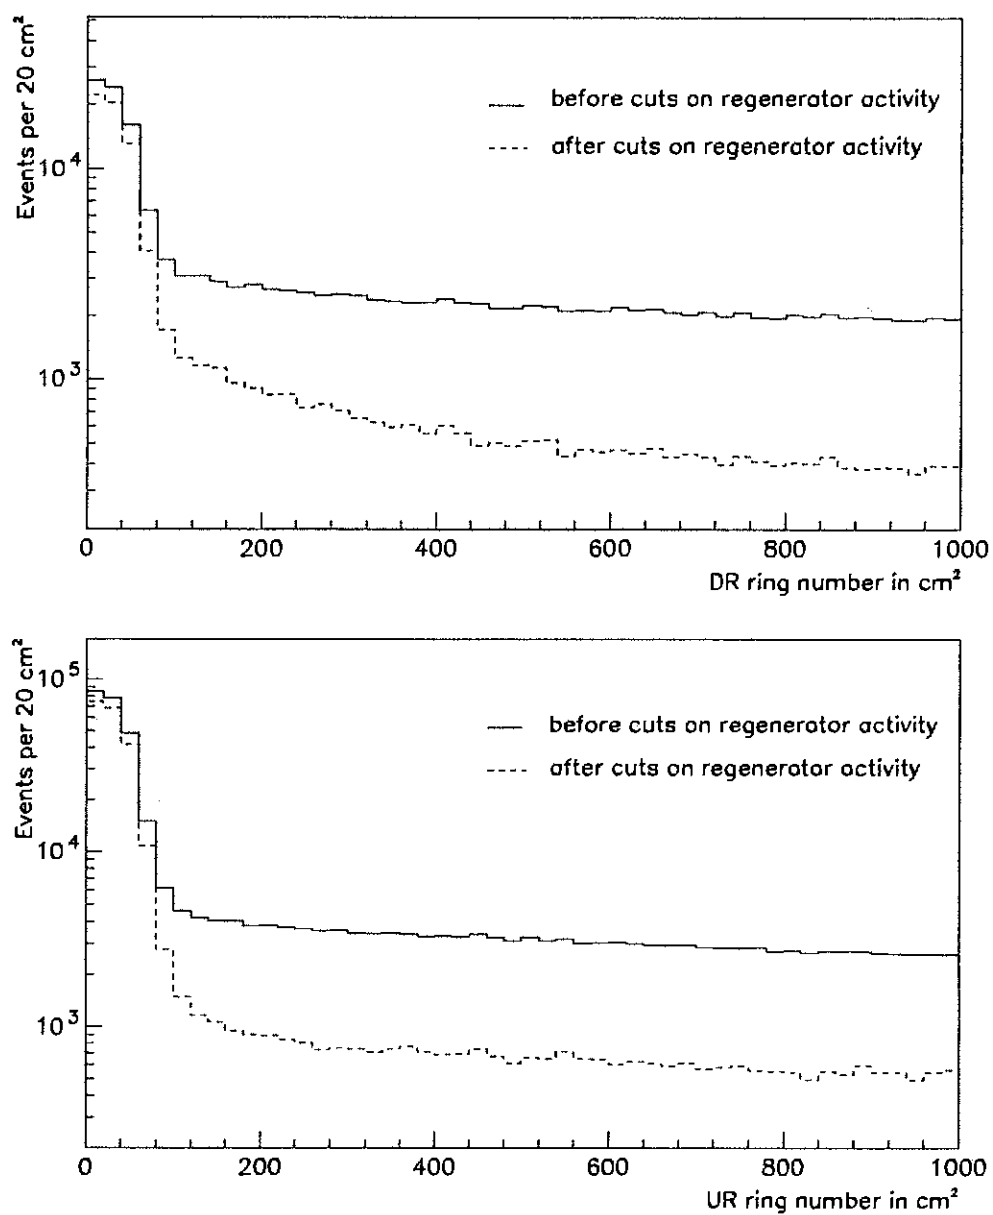 Events per 20 cm²
before cuts on regenerator activity
after cuts on regenerator activity
10⁴
10³
0 200 400 600 800 1000
DR ring number in cm²
Events per 20 cm²
before cuts on regenerator activity
after cuts on regenerator activity
10⁵
10⁴
10³
0 200 400 600 800 1000
UR ring number in cm²